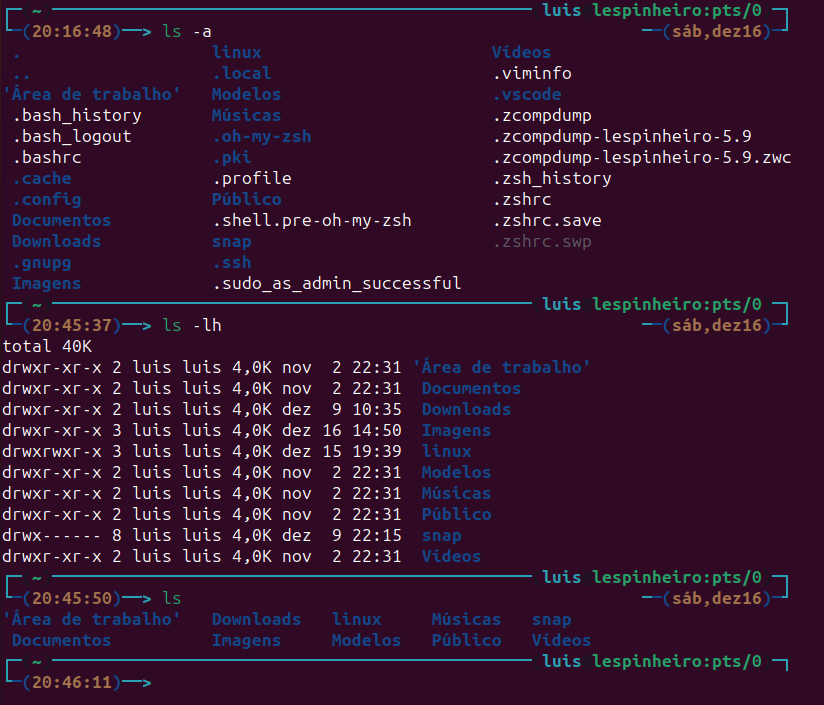 ~ luis lespinheiro:pts/0
(20:16:48)──> ls -a (sáb,dez16)
. linux Vídeos
.. .local .viminfo
'Área de trabalho' Modelos .vscode
.bash_history Músicas .zcompdump
.bash_logout .oh-my-zsh .zcompdump-lespinheiro-5.9
.bashrc .pki .zcompdump-lespinheiro-5.9.zwc
.cache .profile .zsh_history
.config Público .zshrc
Documentos .shell.pre-oh-my-zsh .zshrc.save
Downloads snap .zshrc.swp
.gnupg .ssh
Imagens .sudo_as_admin_successful
~ luis lespinheiro:pts/0
(20:45:37)──> ls -lh (sáb,dez16)
total 40K
drwxr-xr-x 2 luis luis 4,0K nov 2 22:31 'Área de trabalho'
drwxr-xr-x 2 luis luis 4,0K nov 2 22:31 Documentos
drwxr-xr-x 2 luis luis 4,0K dez 9 10:35 Downloads
drwxr-xr-x 3 luis luis 4,0K dez 16 14:50 Imagens
drwxrwxr-x 3 luis luis 4,0K dez 15 19:39 linux
drwxr-xr-x 2 luis luis 4,0K nov 2 22:31 Modelos
drwxr-xr-x 2 luis luis 4,0K nov 2 22:31 Músicas
drwxr-xr-x 2 luis luis 4,0K nov 2 22:31 Público
drwx------ 8 luis luis 4,0K dez 9 22:15 snap
drwxr-xr-x 2 luis luis 4,0K nov 2 22:31 Vídeos
~ luis lespinheiro:pts/0
(20:45:50)──> ls (sáb,dez16)
'Área de trabalho' Downloads linux Músicas snap
Documentos Imagens Modelos Público Vídeos
~ luis lespinheiro:pts/0
(20:46:11)──>